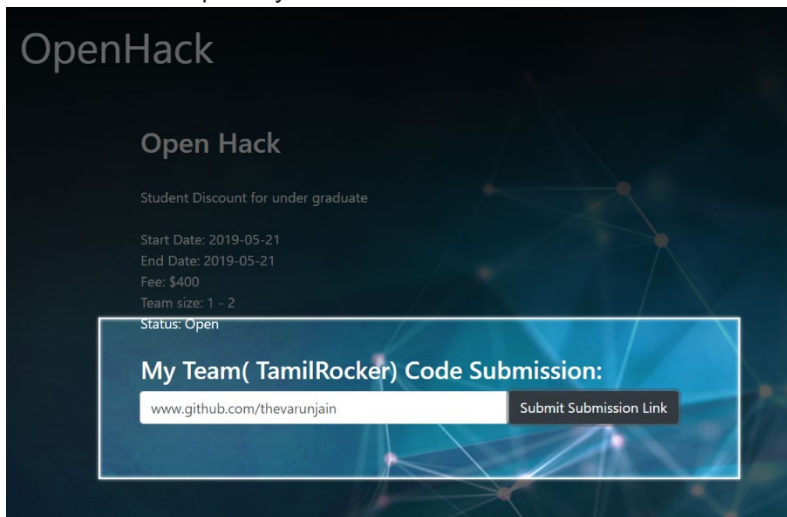 OpenHack
Open Hack
Student Discount for under graduate
Start Date: 2019-05-21
End Date: 2019-05-21
Fee: $400
Team size: 1 - 2
Status: Open
My Team( TamilRocker) Code Submission:
www.github.com/thevarunjain Submit Submission Link